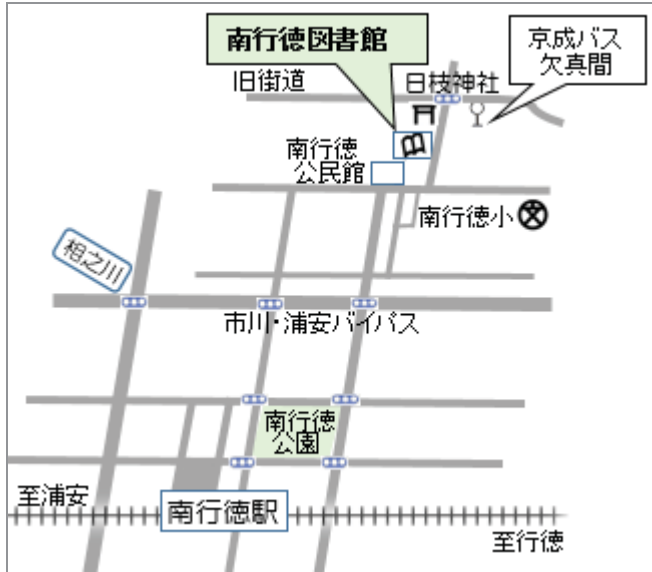 南行徳図書館
京成バス
欠真間
旧街道
日枝神社
南行徳
公民館
南行徳小
相之川
市川・浦安バイパス
南行徳
公園
至浦安
南行徳駅
至行徳